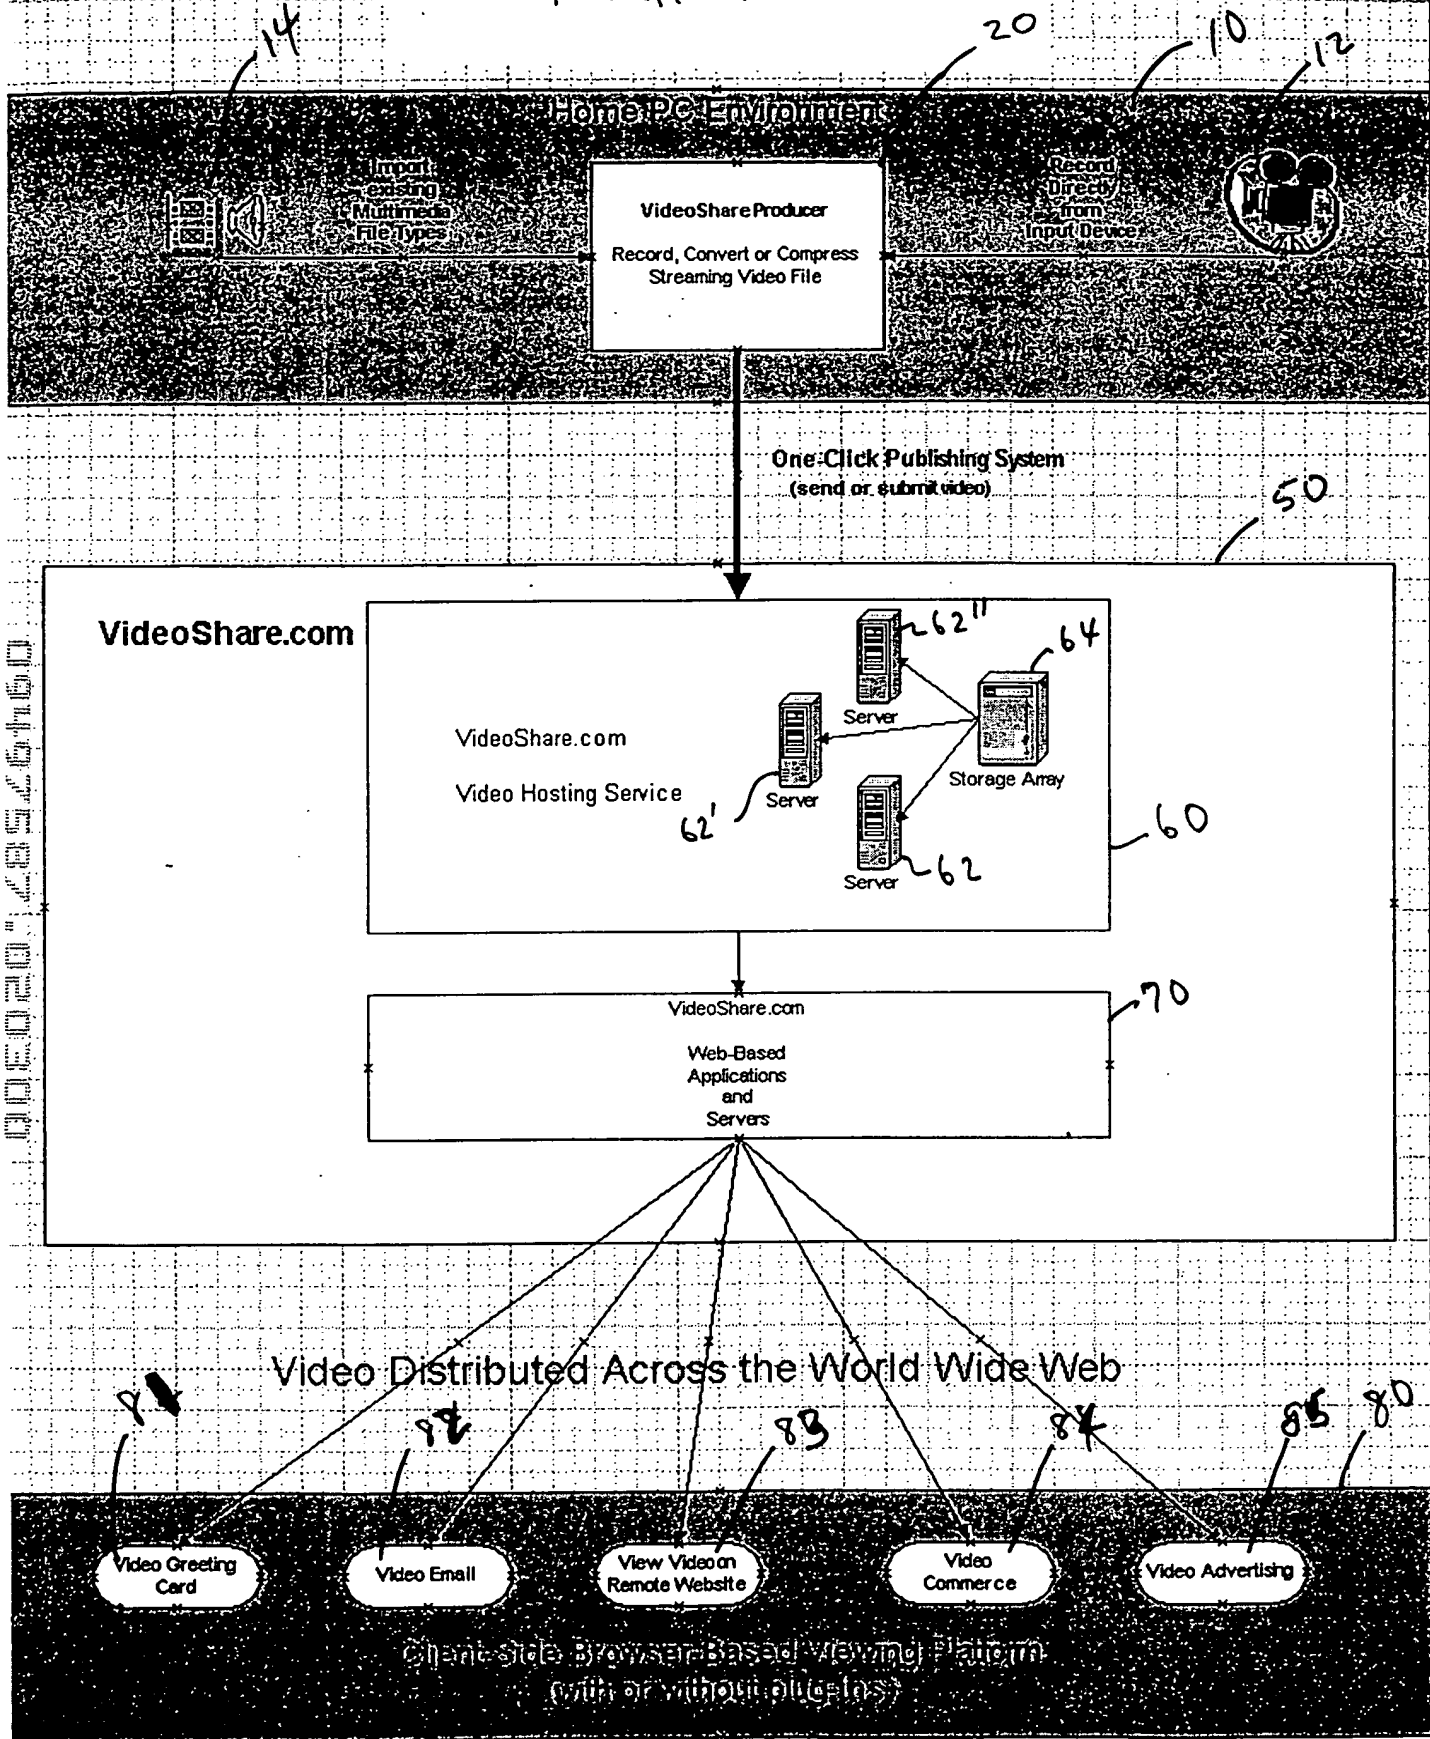 14
20
10
12
Home PC Environment
Import
existing
Multimedia
File Types
VideoShare Producer
Record, Convert or Compress
Streaming Video File
Record
Directly
from
Input Device
One-Click Publishing System
(send or submit video)
50
VideoShare.com
62''
64
Server
VideoShare.com
Storage Array
Video Hosting Service
Server
62'
60
62
Server
70
VideoShare.com
Web-Based
Applications
and
Servers
Video Distributed Across the World Wide Web
82
83
84
85
80
Video Greeting
Card
Video Email
View Video on
Remote Website
Video
Commerce
Video Advertising
Client-Side Browser-Based Viewing Platform
(with or without plug-ins)